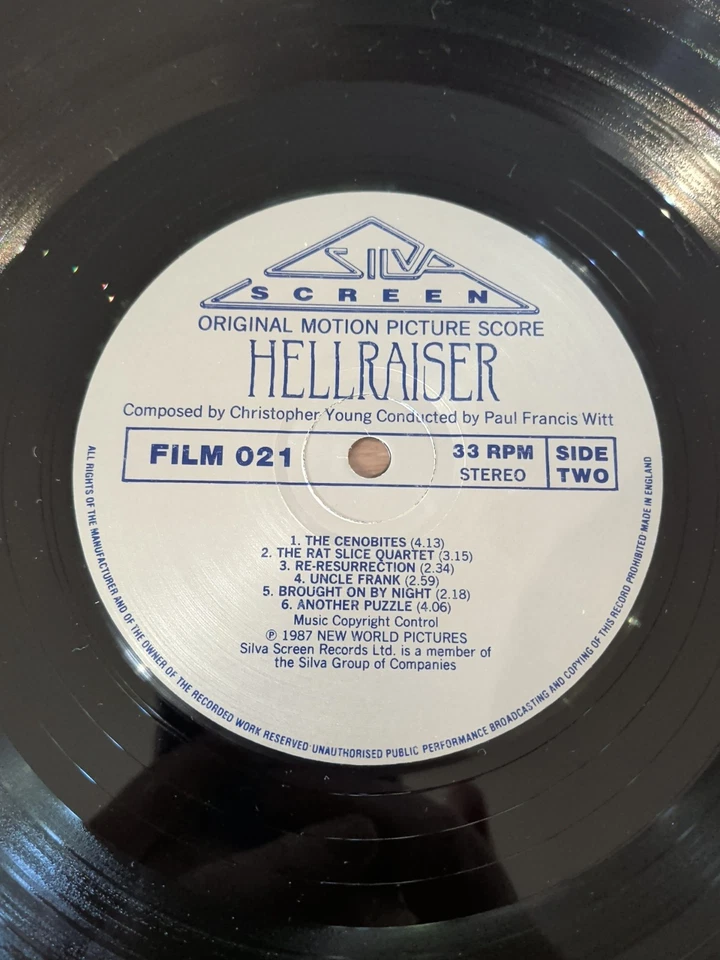 SILVA
SCREEN
ORIGINAL MOTION PICTURE SCORE
HELLRAISER
Composed by Christopher Young Conducted by Paul Francis Witt
FILM 021
33 RPM
STEREO
SIDE
TWO
1. THE CENOBITES (4.13)
2. THE RAT SLICE QUARTET (3.15)
3. RE-RESURRECTION (2.34)
4. UNCLE FRANK (2.59)
5. BROUGHT ON BY NIGHT (2.18)
6. ANOTHER PUZZLE (4.06)
Music Copyright Control
℗ 1987 NEW WORLD PICTURES
Silva Screen Records Ltd. is a member of
the Silva Group of Companies
ALL RIGHTS OF THE MANUFACTURER AND OF THE OWNER OF THE RECORDED WORK RESERVED UNAUTHORISED PUBLIC PERFORMANCE BROADCASTING AND COPYING OF THIS RECORD PROHIBITED MADE IN ENGLAND